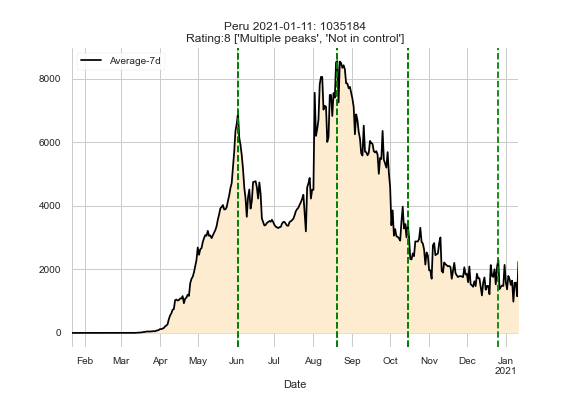 Peru 2021-01-11: 1035184
Rating:8 ['Multiple peaks', 'Not in control']
Average-7d
8000
6000
4000
2000
0
Feb Mar Apr May Jun Jul Aug Sep Oct Nov Dec Jan
2021
Date